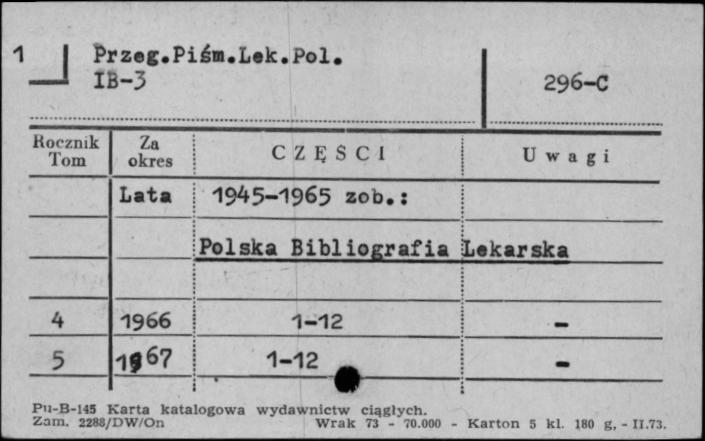 1 Przeg.Piśm.Lek.Pol.
IB-3 296-C
Rocznik Tom Za okres CZĘŚCI Uwagi
Lata 1945-1965 zob.:
Polska Bibliografia Lekarska
4 1966 1-12 -
5 1967 1-12 -
Pu-B-145 Karta katalogowa wydawnictw ciągłych.
Zam. 2288/DW/On Wrak 73 - 70.000 - Karton 5 kl. 180 g, - II.73.